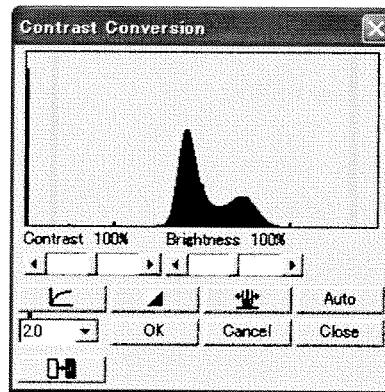 Contrast Conversion
Contrast 100% Brightness 100%
Auto
2.0 OK Cancel Close